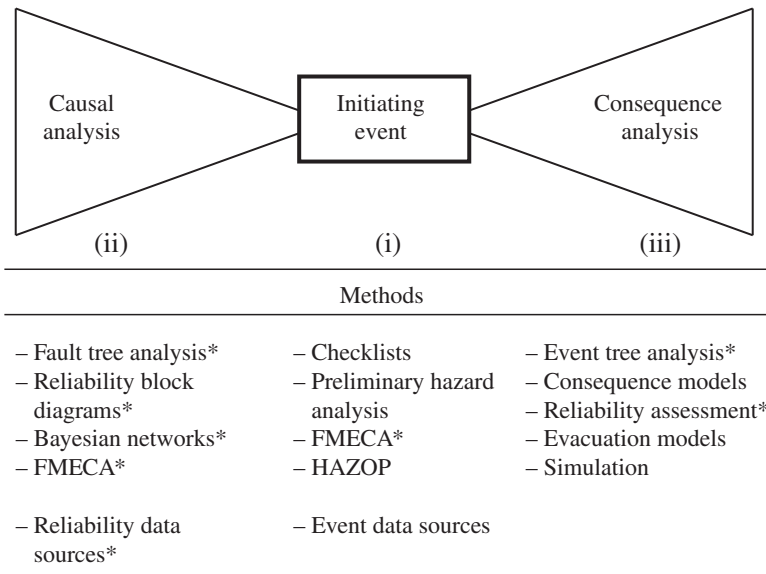 Causal
analysis
Initiating
event
Consequence
analysis
(ii)
(i)
(iii)
Methods
– Fault tree analysis*
– Reliability block
diagrams*
– Bayesian networks*
– FMECA*
– Reliability data
sources*
– Checklists
– Preliminary hazard
analysis
– FMECA*
– HAZOP
– Event data sources
– Event tree analysis*
– Consequence models
– Reliability assessment*
– Evacuation models
– Simulation